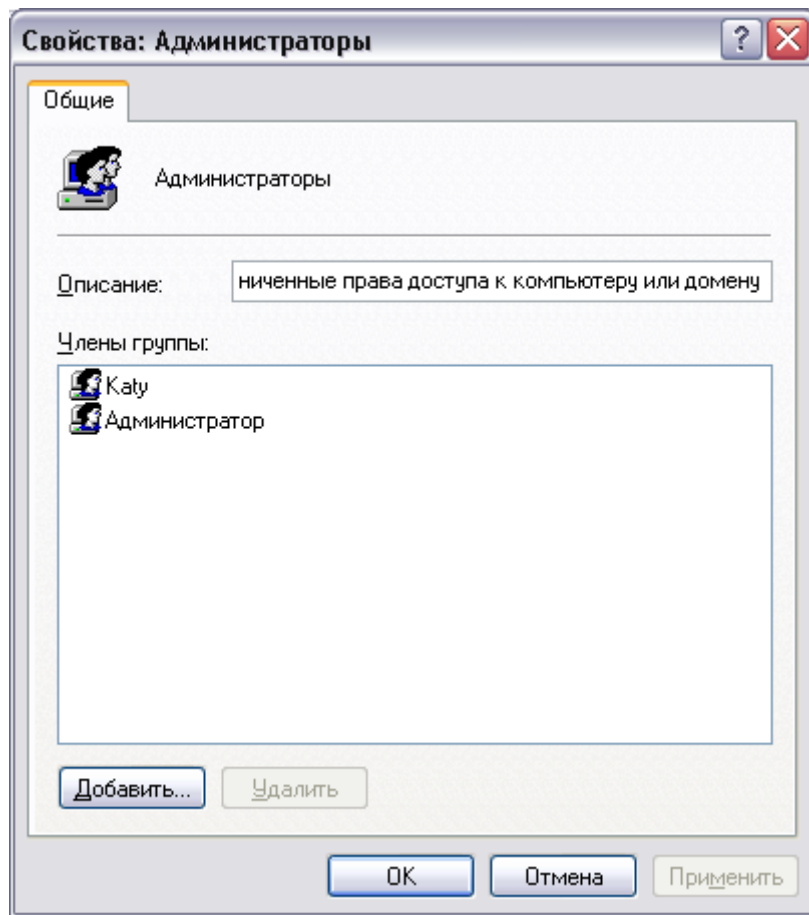 Свойства: Администраторы
?
Общие
Администраторы
Описание: ниченные права доступа к компьютеру или домену
Члены группы:
Katy
Администратор
Добавить... Удалить
OK Отмена Применить